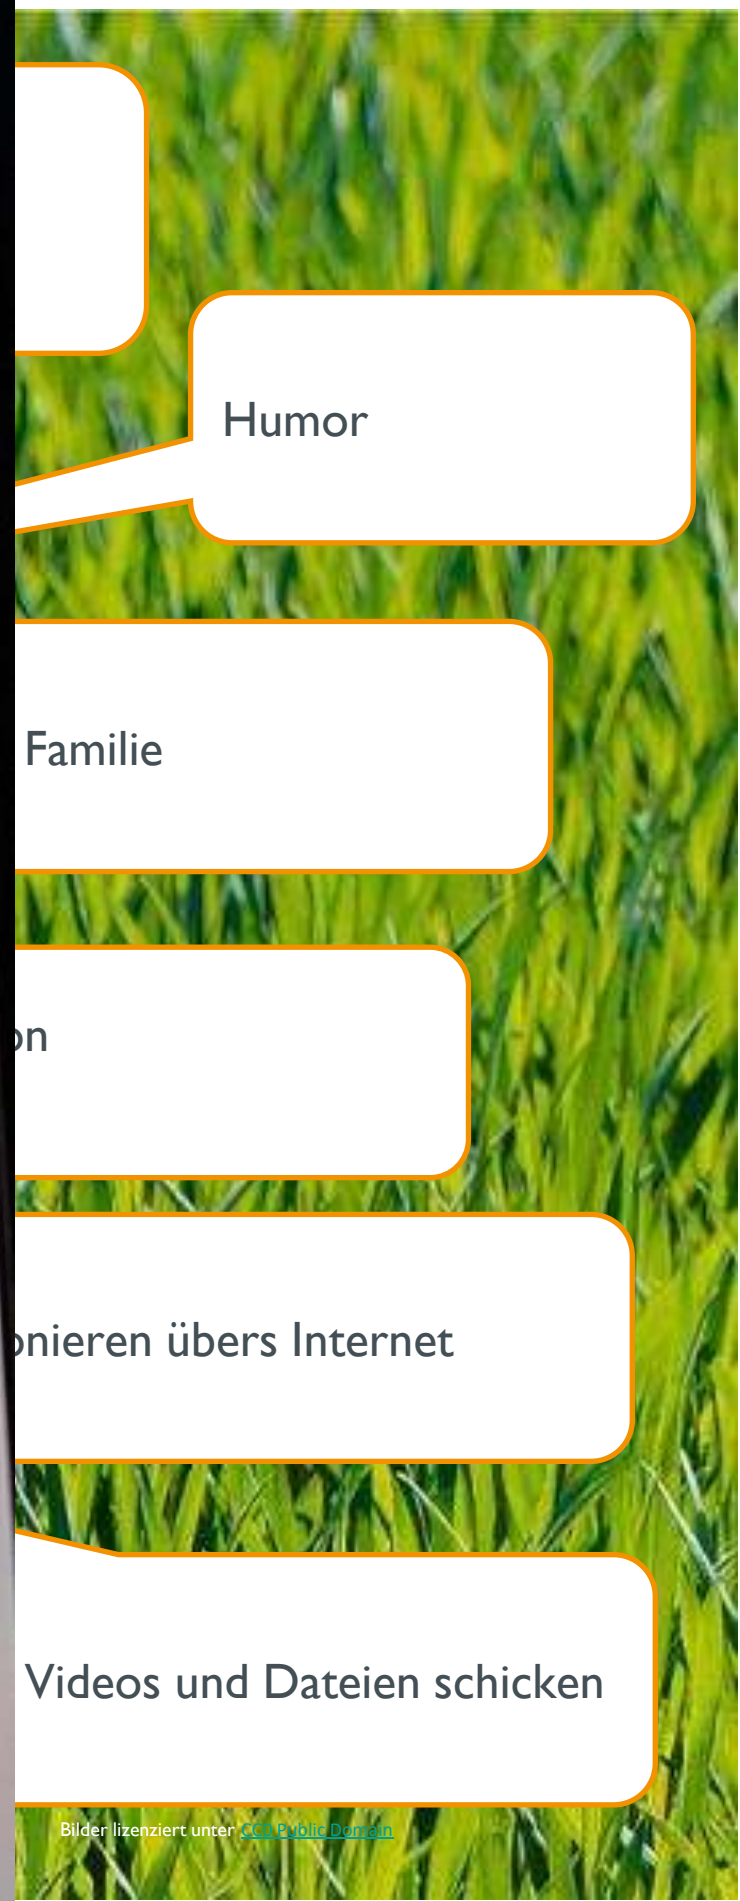 Humor
Familie
on
onieren übers Internet
Videos und Dateien schicken
Bilder lizenziert unter CC0 Public Domain